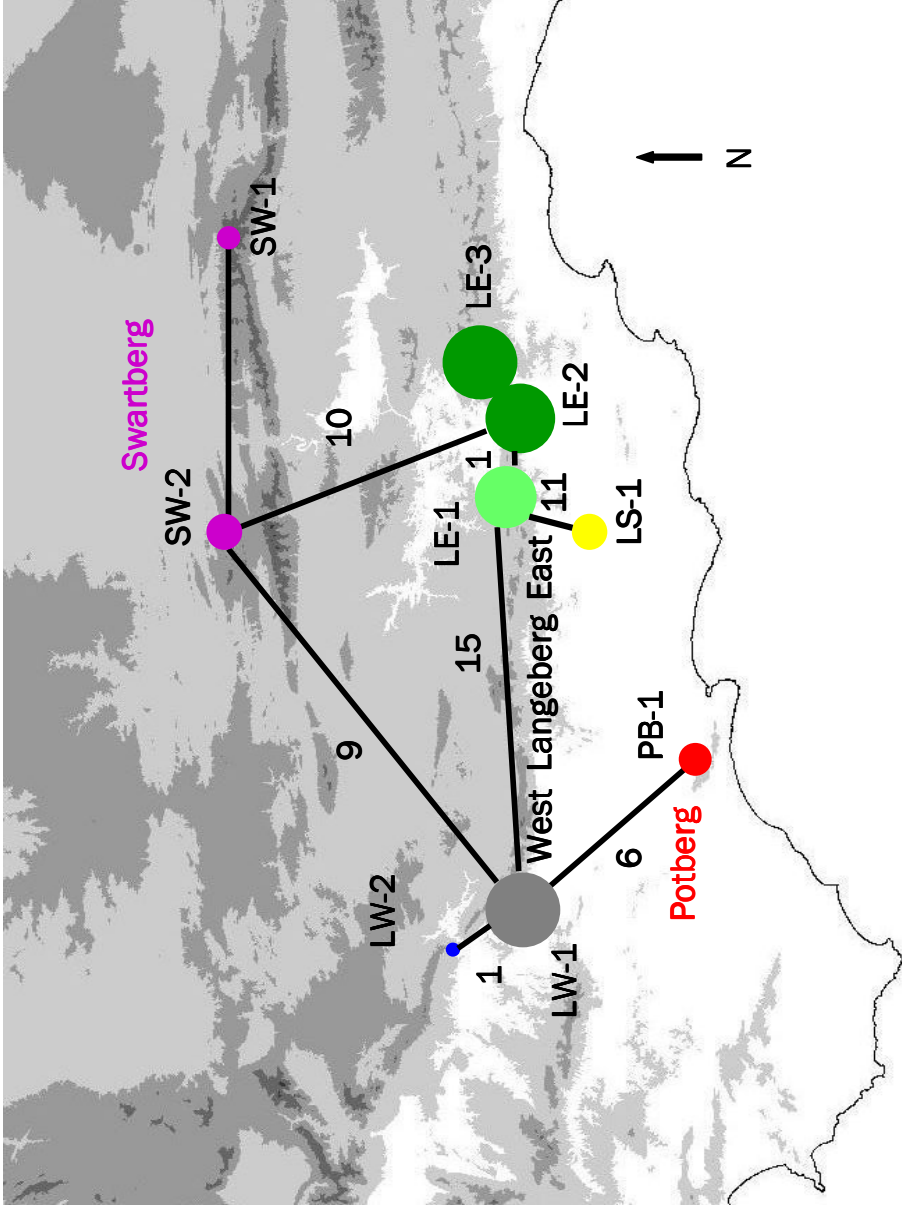 Swartberg
SW-2
SW-1
10
9
LW-2
LE-1
15
LE-3
1
1
West Langeberg East
11
LW-1
LE-2
6
LS-1
PB-1
Potberg
N